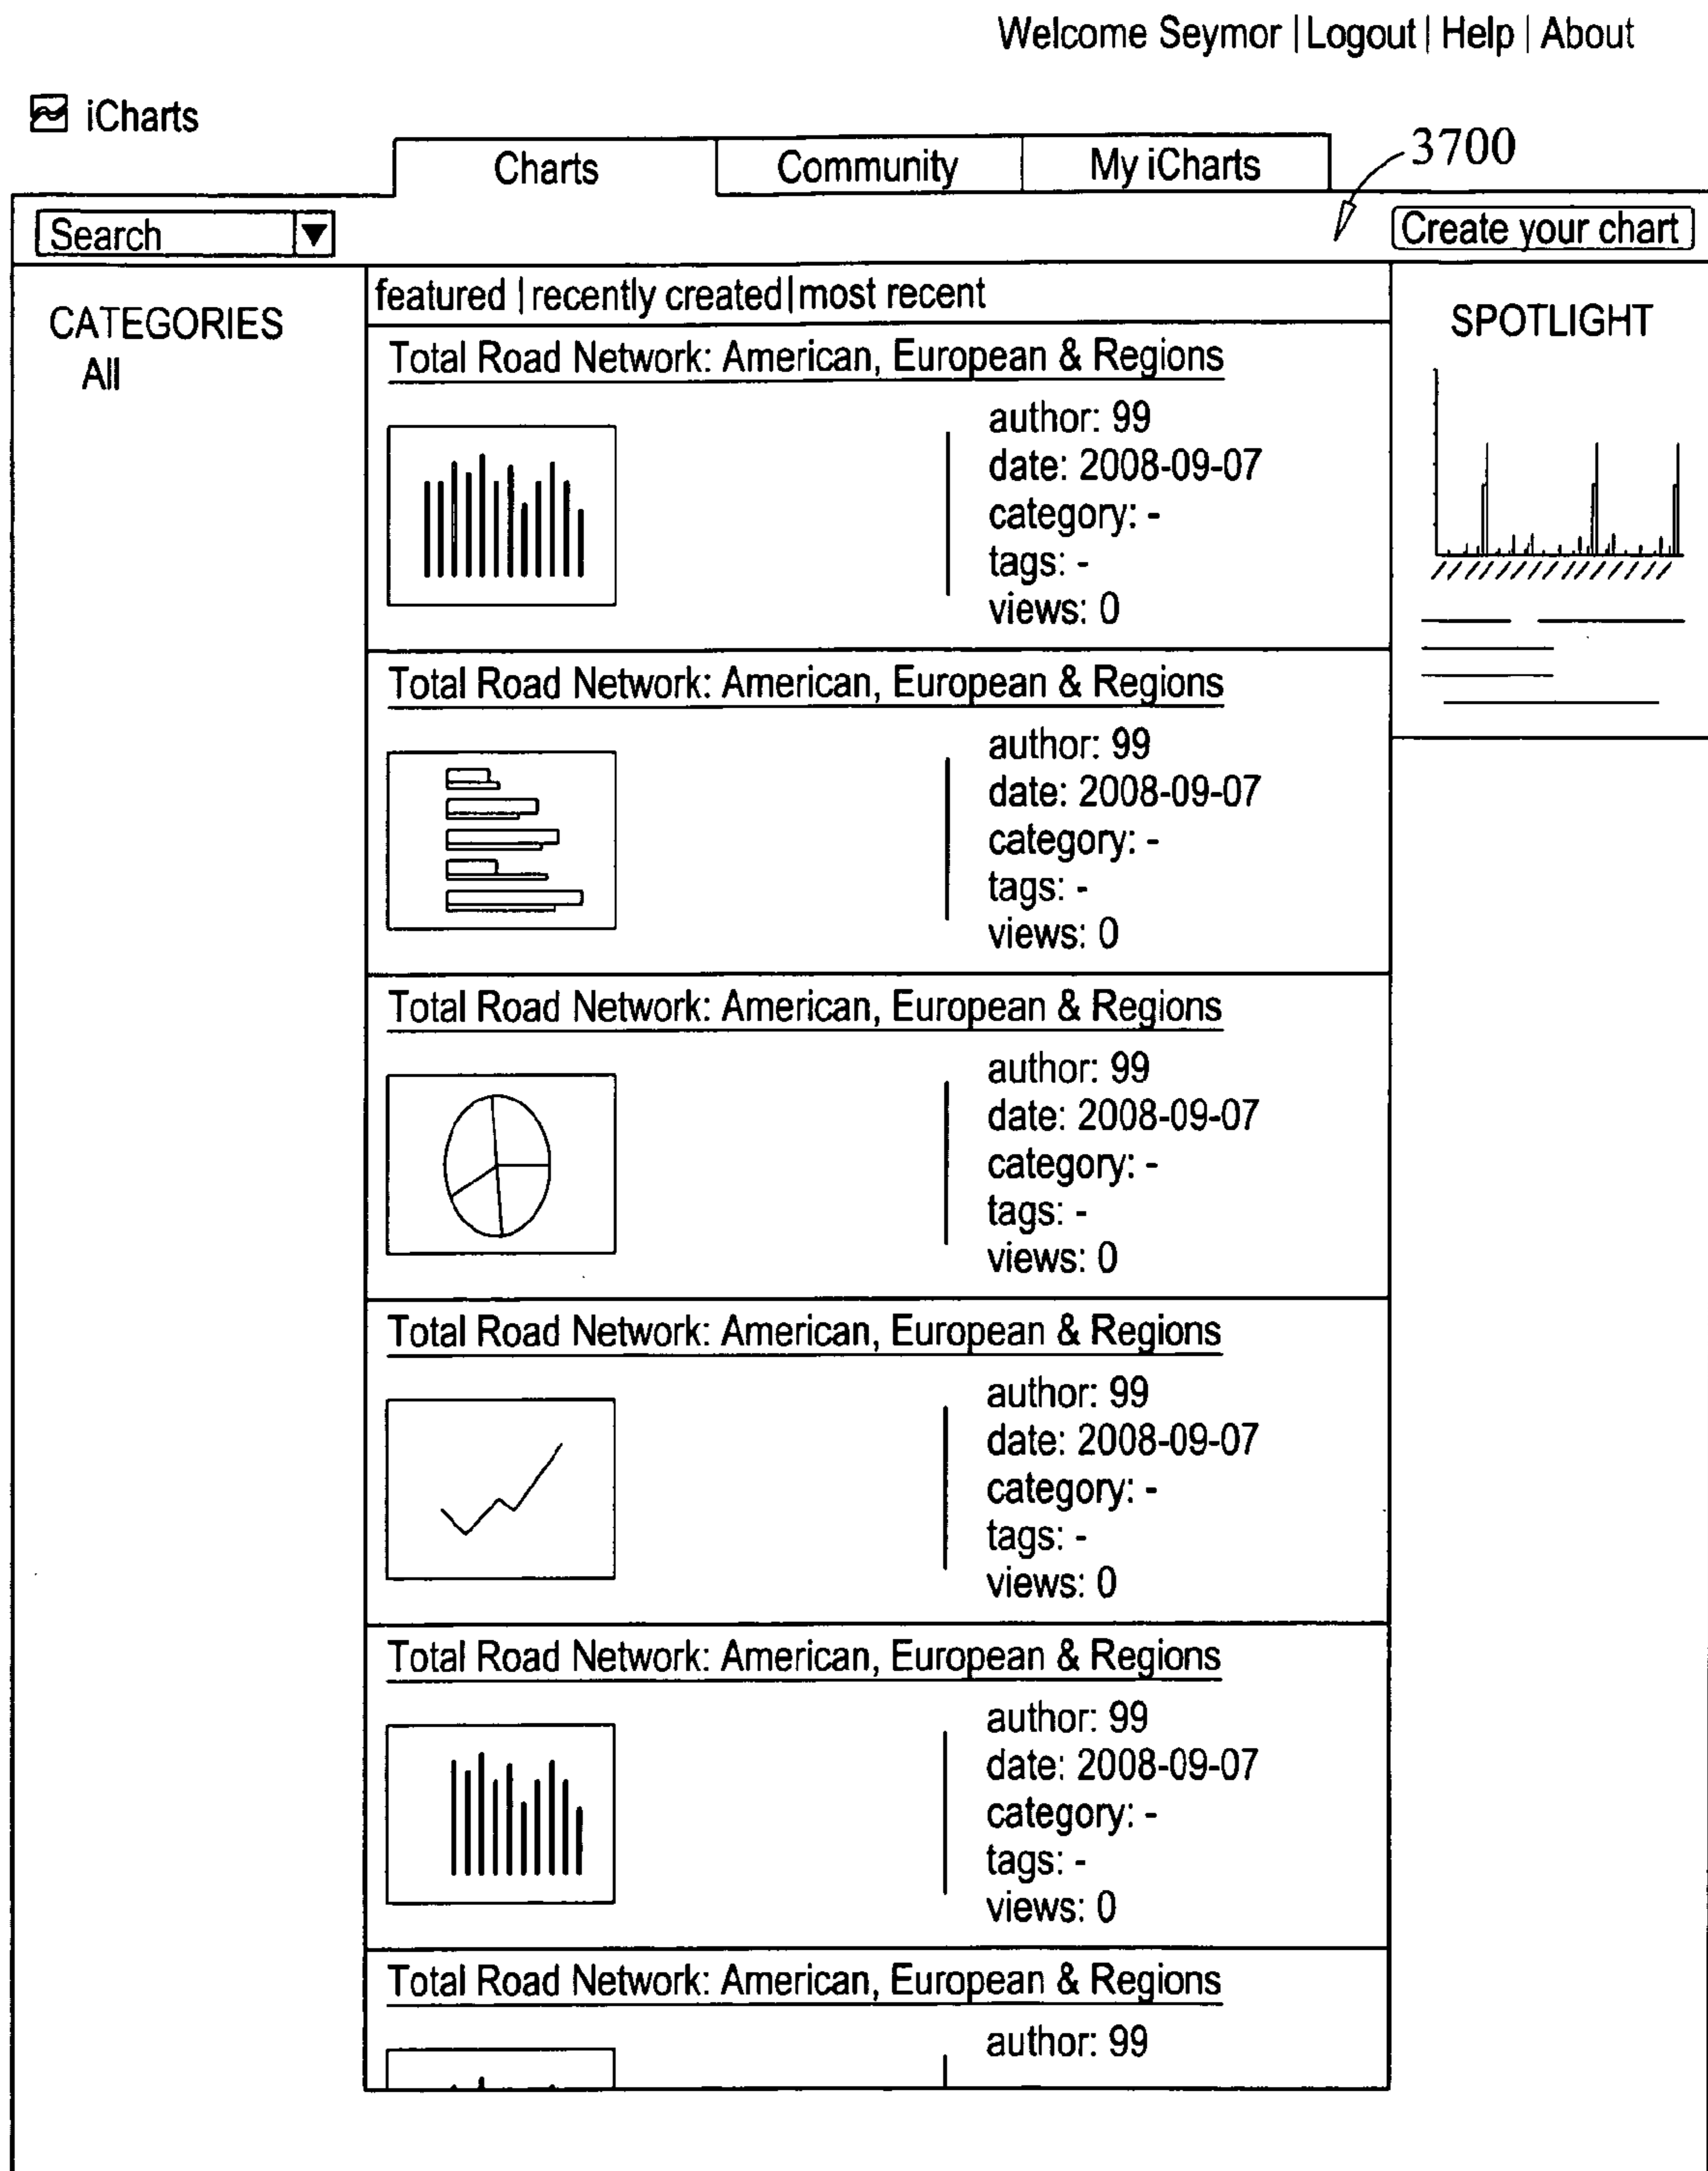 Welcome Seymor | Logout | Help | About
iCharts
Charts
Community
My iCharts
3700
Search
Create your chart
CATEGORIES
All
featured | recently created | most recent
Total Road Network: American, European & Regions
author: 99
date: 2008-09-07
category: -
tags: -
views: 0
Total Road Network: American, European & Regions
author: 99
date: 2008-09-07
category: -
tags: -
views: 0
Total Road Network: American, European & Regions
author: 99
date: 2008-09-07
category: -
tags: -
views: 0
Total Road Network: American, European & Regions
author: 99
date: 2008-09-07
category: -
tags: -
views: 0
Total Road Network: American, European & Regions
author: 99
date: 2008-09-07
category: -
tags: -
views: 0
Total Road Network: American, European & Regions
author: 99
SPOTLIGHT